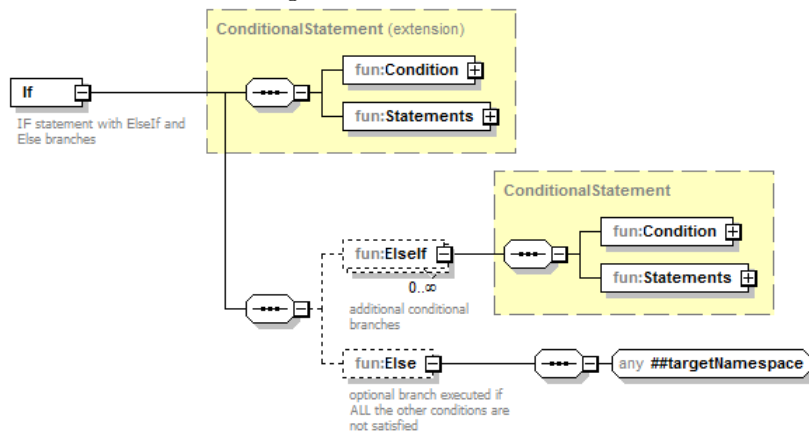 ConditionalStatement (extension)
fun:Condition
If
fun:Statements
IF statement with ElseIf and
Else branches
ConditionalStatement
fun:Condition
fun:ElseIf
fun:Statements
0..∞
additional conditional
branches
fun:Else
any ##targetNamespace
optional branch executed if
ALL the other conditions are
not satisfied